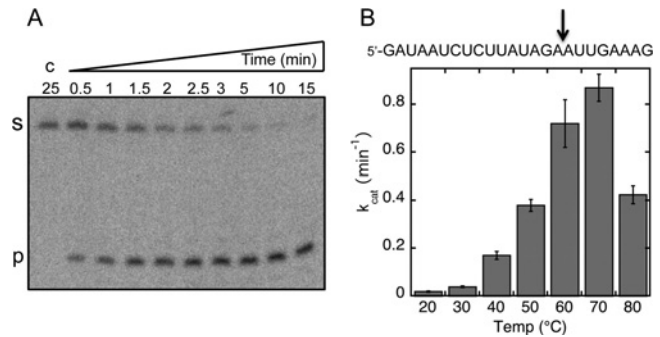 A
Time (min)
c
25 0.5 1 1.5 2 2.5 3 5 10 15
s
p
B
5'-GAUAAUCUCUUAUAGAAUUGAAAG
0.8
0.6
0.4
0.2
0
k cat (min-1)
20 30 40 50 60 70 80
Temp (°C)